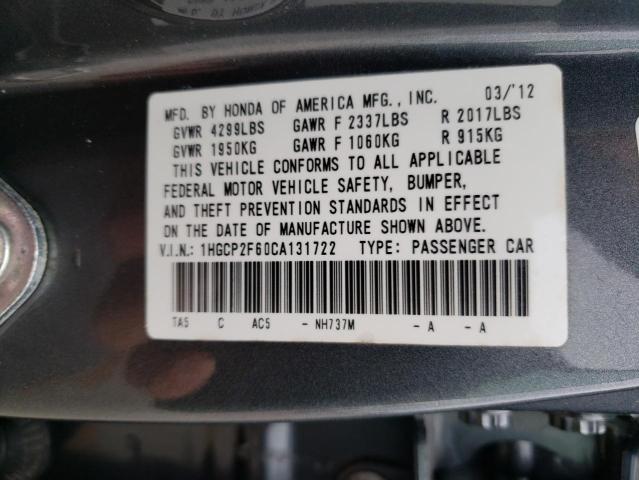 MFD. BY HONDA OF AMERICA MFG., INC. 03/'12
GVWR 4299LBS GAWR F 2337LBS R 2017LBS
GVWR 1950KG GAWR F 1060KG R 915KG
THIS VEHICLE CONFORMS TO ALL APPLICABLE
FEDERAL MOTOR VEHICLE SAFETY, BUMPER,
AND THEFT PREVENTION STANDARDS IN EFFECT
ON THE DATE OF MANUFACTURE SHOWN ABOVE.
V.I.N.: 1HGCP2F60CA131722 TYPE: PASSENGER CAR
TA5 C AC5 - NH737M - A - A